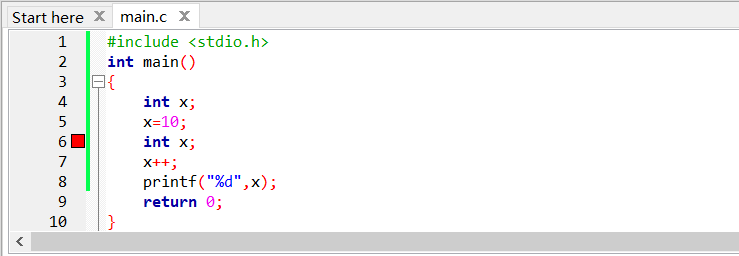 Start here main.c
1 #include <stdio.h>
2 int main()
3 {
4 int x;
5 x=10;
6 int x;
7 x++;
8 printf("%d",x);
9 return 0;
10 }